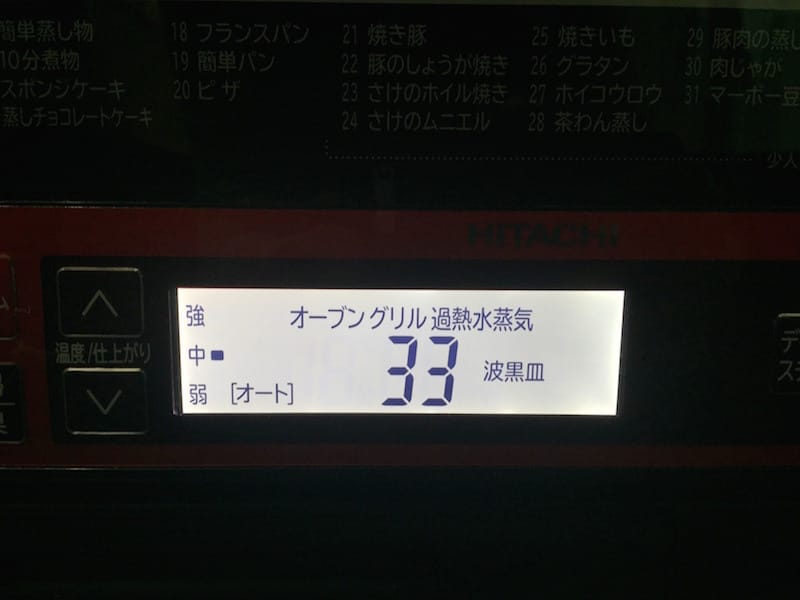 簡単蒸し物
10分煮物
スポンジケーキ
蒸しチョコレートケーキ
18 フランスパン
19 簡単パン
20 ピザ
21 焼き豚
22 豚のしょうが焼き
23 さけのホイル焼き
24 さけのムニエル
25 焼きいも
26 グラタン
27 ホイコウロウ
28 茶わん蒸し
29 豚肉の蒸し
30 肉じゃが
31 マーボー豆
少人
HITACHI
温度/仕上がり
強
中
弱
オーブン グリル 過熱水蒸気
33
波黒皿
[オート]
デ
ス